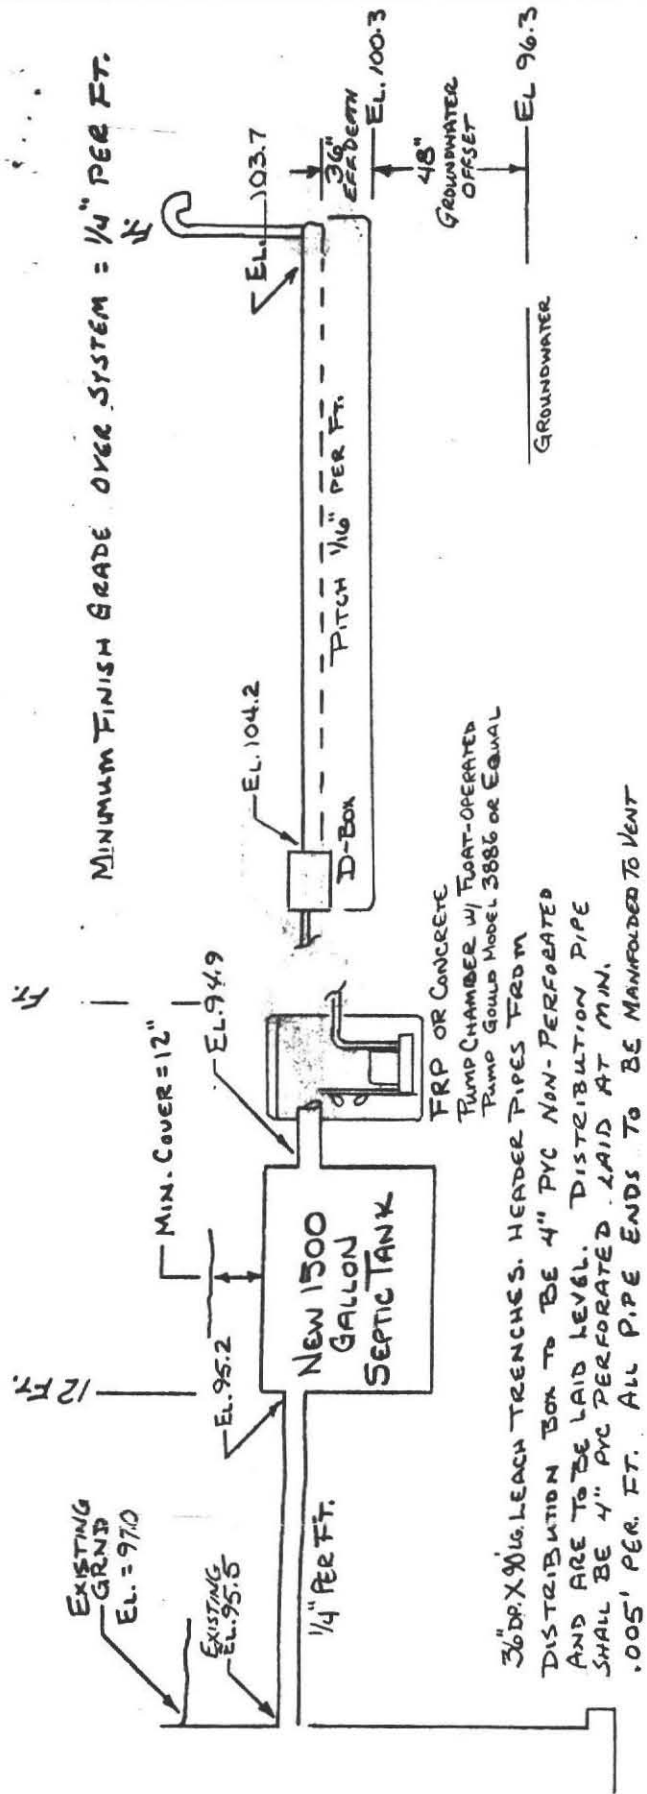 MINIMUM FINISH GRADE OVER SYSTEM = 1/4" PER FT.
FT.
FT.
12 FT.
EXISTING
GRND
EL. = 97.0
EXISTING
EL. 95.5
1/4" PER FT.
EL. 95.2
MIN. COVER = 12"
NEW 1500
GALLON
SEPTIC TANK
EL. 94.9
FRP OR CONCRETE
PUMP CHAMBER W/ FLOAT-OPERATED
PUMP GOULD MODEL 3886 OR EQUAL
EL. 104.2
D-BOX
PITCH 1/16" PER FT.
EL. 103.7
36"
EFF. DEPTH
EL. 100.3
48"
GROUNDWATER
OFFSET
EL 96.3
GROUNDWATER
36" DP. X 90' LG. LEACH TRENCHES. HEADER PIPES FROM
DISTRIBUTION BOX TO BE 4" PVC NON-PERFORATED
AND ARE TO BE LAID LEVEL. DISTRIBUTION PIPE
SHALL BE 4" PVC PERFORATED LAID AT MIN.
.005' PER. FT. ALL PIPE ENDS TO BE MANIFOLDED TO VENT